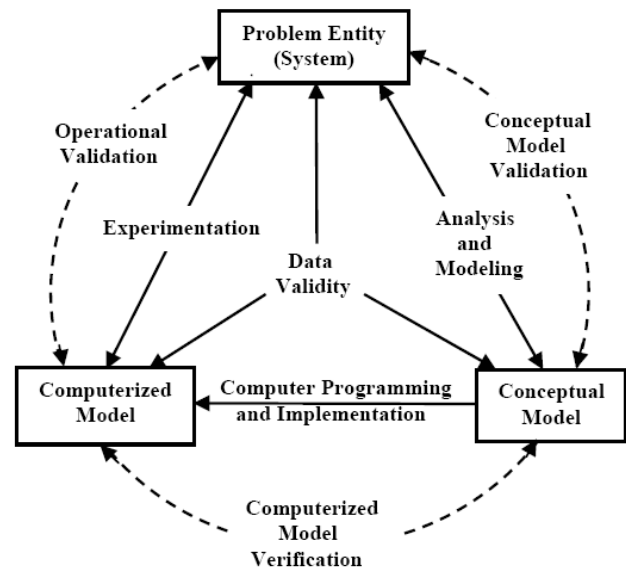 Problem Entity
(System)
Operational
Validation
Conceptual
Model
Validation
Experimentation
Analysis
and
Modeling
Data
Validity
Computerized
Model
Computer Programming
and Implementation
Conceptual
Model
Computerized
Model
Verification